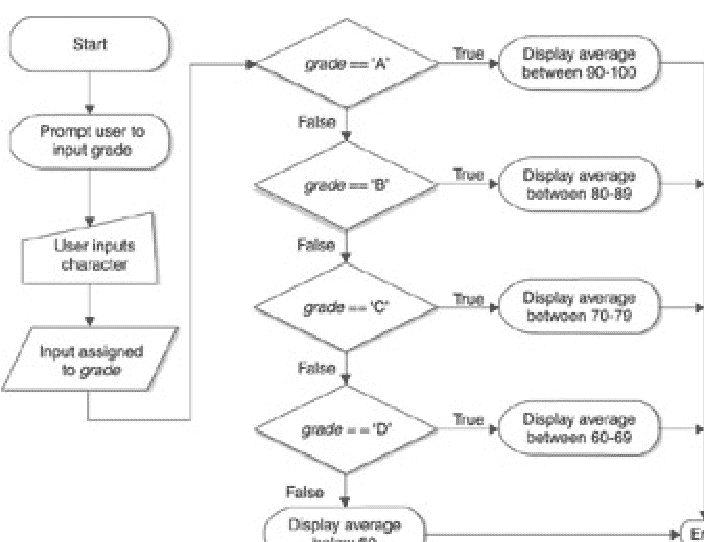 Start
Prompt user to
input grade
User inputs
character
Input assigned
to grade
grade == 'A"
True
Display average
between 90-100
False
grade == 'B"
True
Display average
between 80-89
False
grade == 'C"
True
Display average
between 70-79
False
grade == 'D"
True
Display average
between 60-69
False
Display average